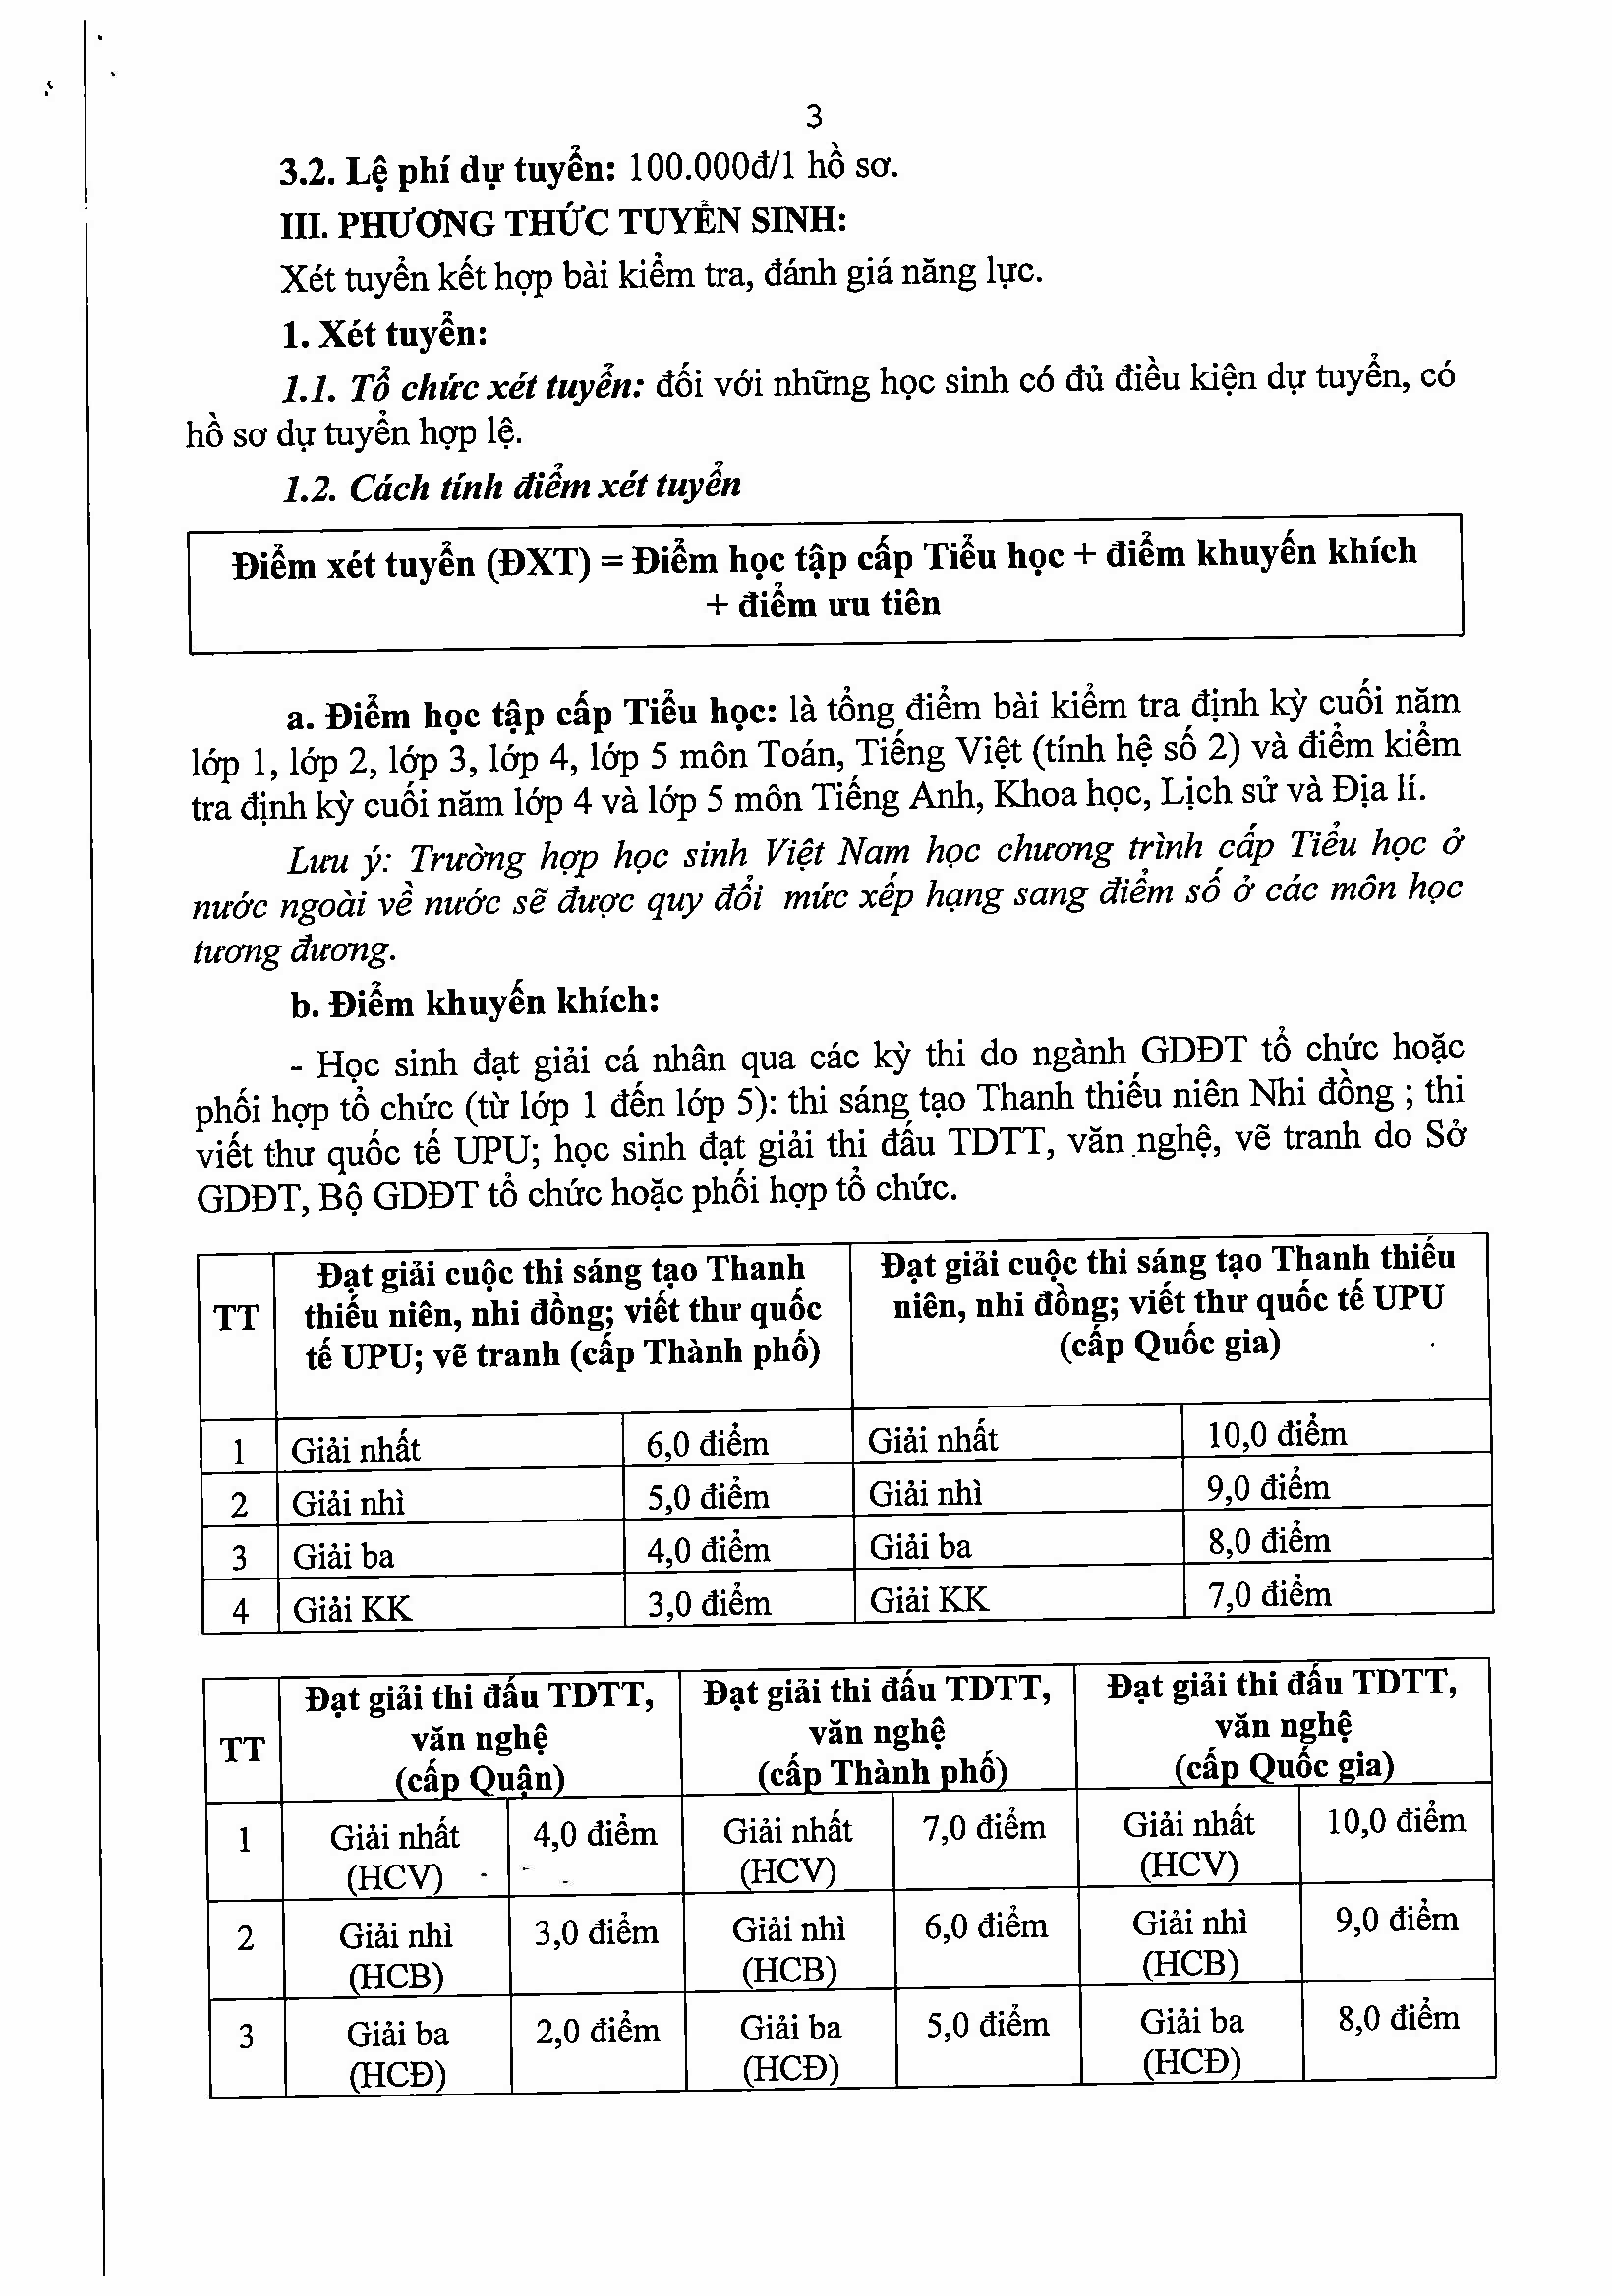 3
3.2. Lệ phí dự tuyển: 100.000đ/1 hồ sơ.
III. PHƯƠNG THỨC TUYỂN SINH:
Xét tuyển kết hợp bài kiểm tra, đánh giá năng lực.
1. Xét tuyển:
1.1. Tổ chức xét tuyển: đối với những học sinh có đủ điều kiện dự tuyển, có
hồ sơ dự tuyển hợp lệ.
1.2. Cách tính điểm xét tuyển
Điểm xét tuyển (ĐXT) = Điểm học tập cấp Tiểu học + điểm khuyến khích
+ điểm ưu tiên
a. Điểm học tập cấp Tiểu học: là tổng điểm bài kiểm tra định kỳ cuối năm
lớp 1, lớp 2, lớp 3, lớp 4, lớp 5 môn Toán, Tiếng Việt (tính hệ số 2) và điểm kiểm
tra định kỳ cuối năm lớp 4 và lớp 5 môn Tiếng Anh, Khoa học, Lịch sử và Địa lí.
Lưu ý: Trường hợp học sinh Việt Nam học chương trình cấp Tiểu học ở
nước ngoài về nước sẽ được quy đổi mức xếp hạng sang điểm số ở các môn học
tương đương.
b. Điểm khuyến khích:
- Học sinh đạt giải cá nhân qua các kỳ thi do ngành GDĐT tổ chức hoặc
phối hợp tổ chức (từ lớp 1 đến lớp 5): thi sáng tạo Thanh thiếu niên Nhi đồng ; thi
viết thư quốc tế UPU; học sinh đạt giải thi đấu TDTT, văn nghệ, vẽ tranh do Sở
GDĐT, Bộ GDĐT tổ chức hoặc phối hợp tổ chức.
TT
Đạt giải cuộc thi sáng tạo Thanh
thiếu niên, nhi đồng; viết thư quốc
tế UPU; vẽ tranh (cấp Thành phố)
Đạt giải cuộc thi sáng tạo Thanh thiếu
niên, nhi đồng; viết thư quốc tế UPU
(cấp Quốc gia)
1 Giải nhất 6,0 điểm Giải nhất 10,0 điểm
2 Giải nhì 5,0 điểm Giải nhì 9,0 điểm
3 Giải ba 4,0 điểm Giải ba 8,0 điểm
4 Giải KK 3,0 điểm Giải KK 7,0 điểm
TT
Đạt giải thi đấu TDTT,
văn nghệ
(cấp Quận)
Đạt giải thi đấu TDTT,
văn nghệ
(cấp Thành phố)
Đạt giải thi đấu TDTT,
văn nghệ
(cấp Quốc gia)
1 Giải nhất 4,0 điểm Giải nhất 7,0 điểm Giải nhất 10,0 điểm
(HCV) (HCV) (HCV)
2 Giải nhì 3,0 điểm Giải nhì 6,0 điểm Giải nhì 9,0 điểm
(HCB) (HCB) (HCB)
3 Giải ba 2,0 điểm Giải ba 5,0 điểm Giải ba 8,0 điểm
(HCĐ) (HCĐ) (HCĐ)